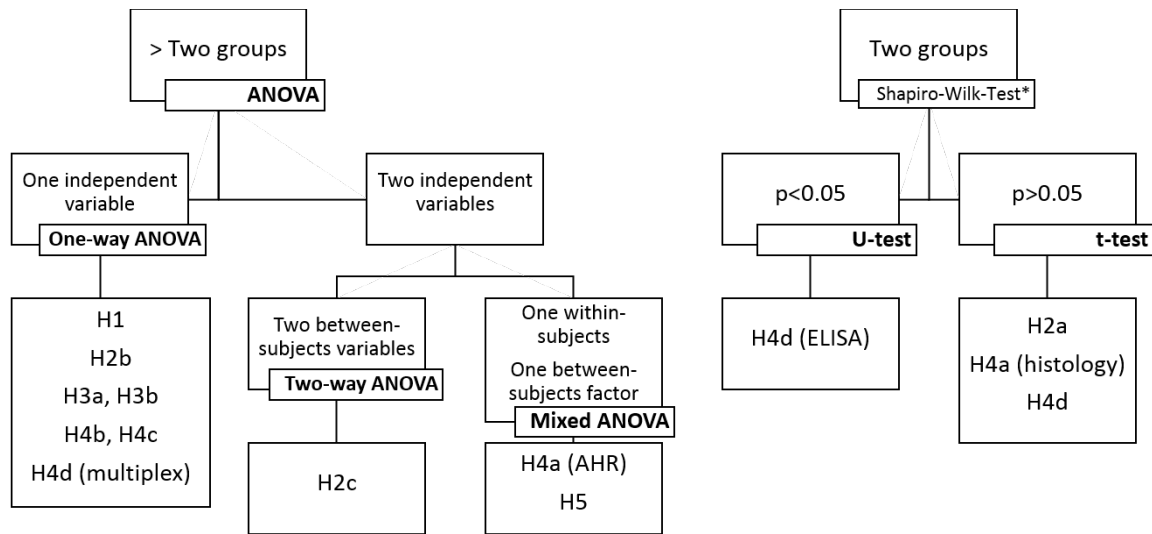 > Two groups
ANOVA
One independent
variable
One-way ANOVA
Two independent
variables
H1
H2b
H3a, H3b
H4b, H4c
H4d (multiplex)
Two between-
subjects variables
Two-way ANOVA
H2c
One within-
subjects
One between-
subjects factor
Mixed ANOVA
H4a (AHR)
H5
Two groups
Shapiro-Wilk-Test*
p<0.05
U-test
p>0.05
t-test
H4d (ELISA)
H2a
H4a (histology)
H4d